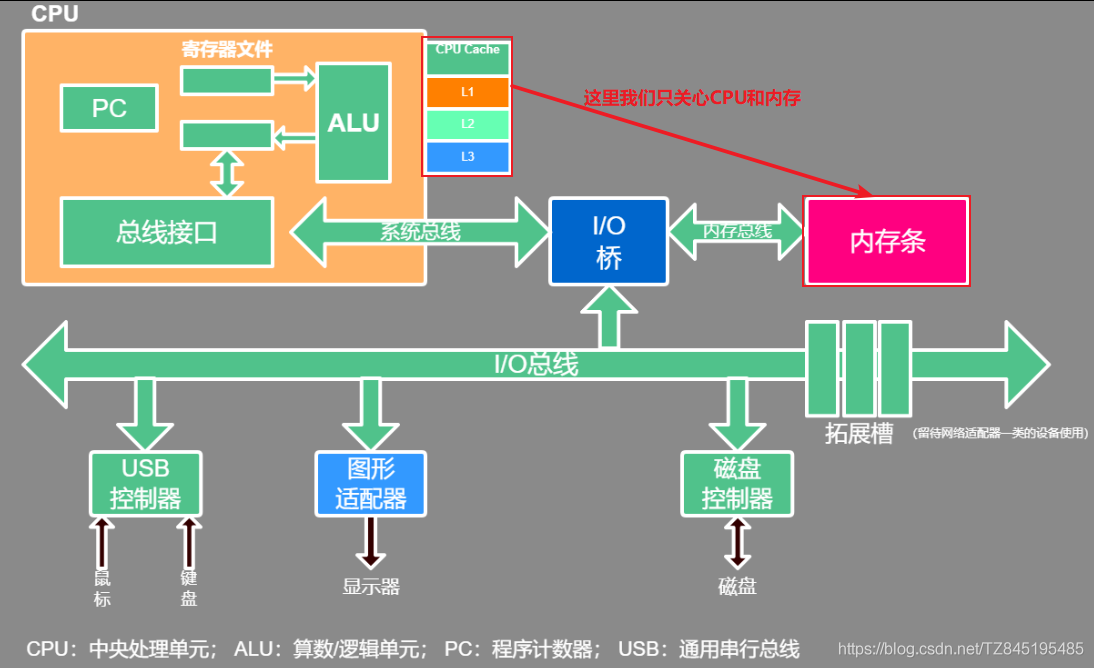 CPU
寄存器文件
CPU Cache
PC
ALU
L1
L2
L3
这里我们只关心CPU和内存
总线接口
系统总线
I/O
桥
内存总线
内存条
I/O总线
拓展槽
(留待网络适配器一类的设备使用)
USB
控制器
图形
适配器
磁盘
控制器
鼠
标
键
盘
显示器
磁盘
CPU：中央处理单元； ALU：算数/逻辑单元； PC：程序计数器； USB：通用串行总线
https://blog.csdn.net/TZ845195485